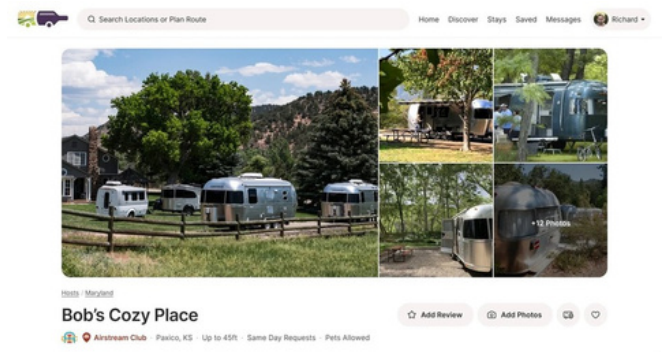 Search Locations or Plan Route Home Discover Stays Saved Messages Richard
+12 Photos
Hosts / Maryland
Bob's Cozy Place Add Review Add Photos
Airstream Club · Paxico, KS · Up to 45ft · Same Day Requests · Pets Allowed